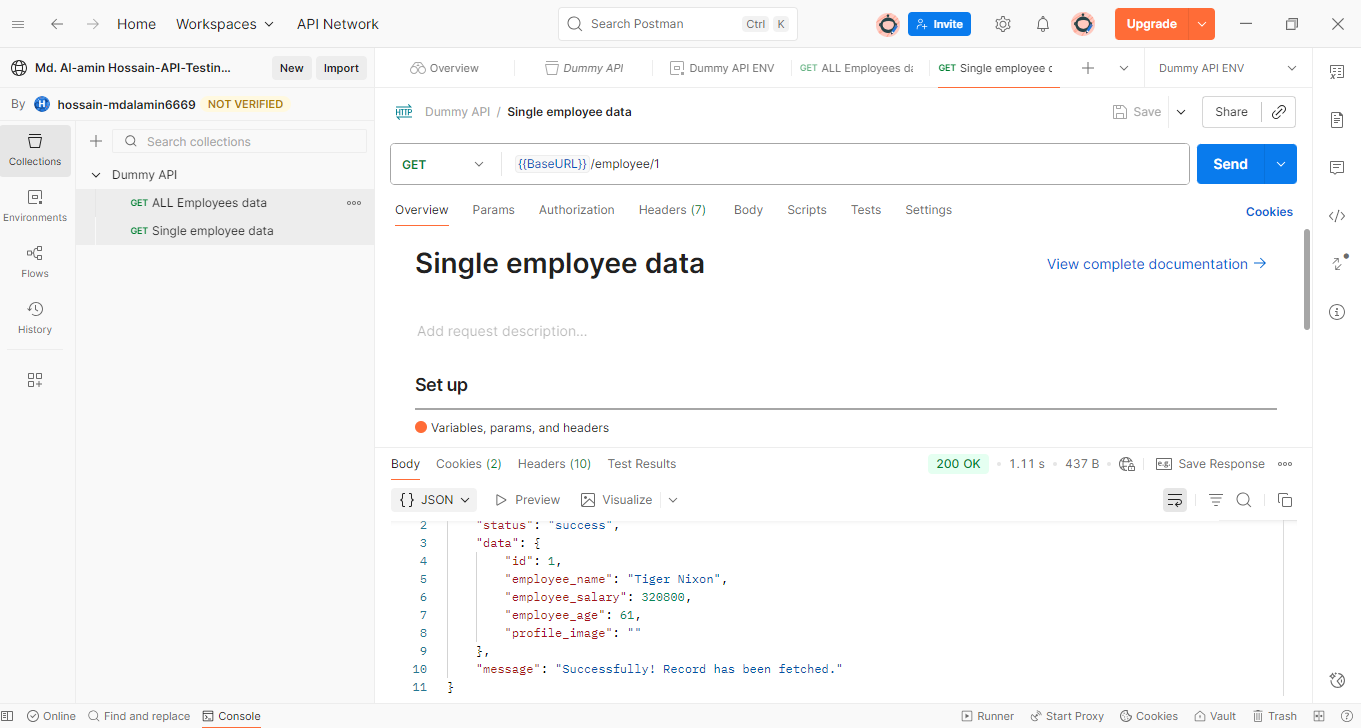 Home Workspaces API Network Search Postman Ctrl K Invite Upgrade
Md. Al-amin Hossain-API-Testin... New Import
Overview Dummy API Dummy API ENV GET ALL Employees da GET Single employee d Dummy API ENV
By H hossain-mdalamin6669 NOT VERIFIED
HTTP Dummy API / Single employee data Save Share
Collections
Environments
Flows
History
Search collections
Dummy API
GET ALL Employees data
GET Single employee data
GET {{BaseURL}} /employee/1 Send
Overview Params Authorization Headers (7) Body Scripts Tests Settings Cookies
Single employee data View complete documentation →
Add request description...
Set up
Variables, params, and headers
Body Cookies (2) Headers (10) Test Results 200 OK 1.11 s 437 B e.g. Save Response
{} JSON Preview Visualize
2 "status": "success",
3 "data": {
4 "id": 1,
5 "employee_name": "Tiger Nixon",
6 "employee_salary": 320800,
7 "employee_age": 61,
8 "profile_image": ""
9 },
10 "message": "Successfully! Record has been fetched."
11 }
Online Find and replace Console Runner Start Proxy Cookies Vault Trash